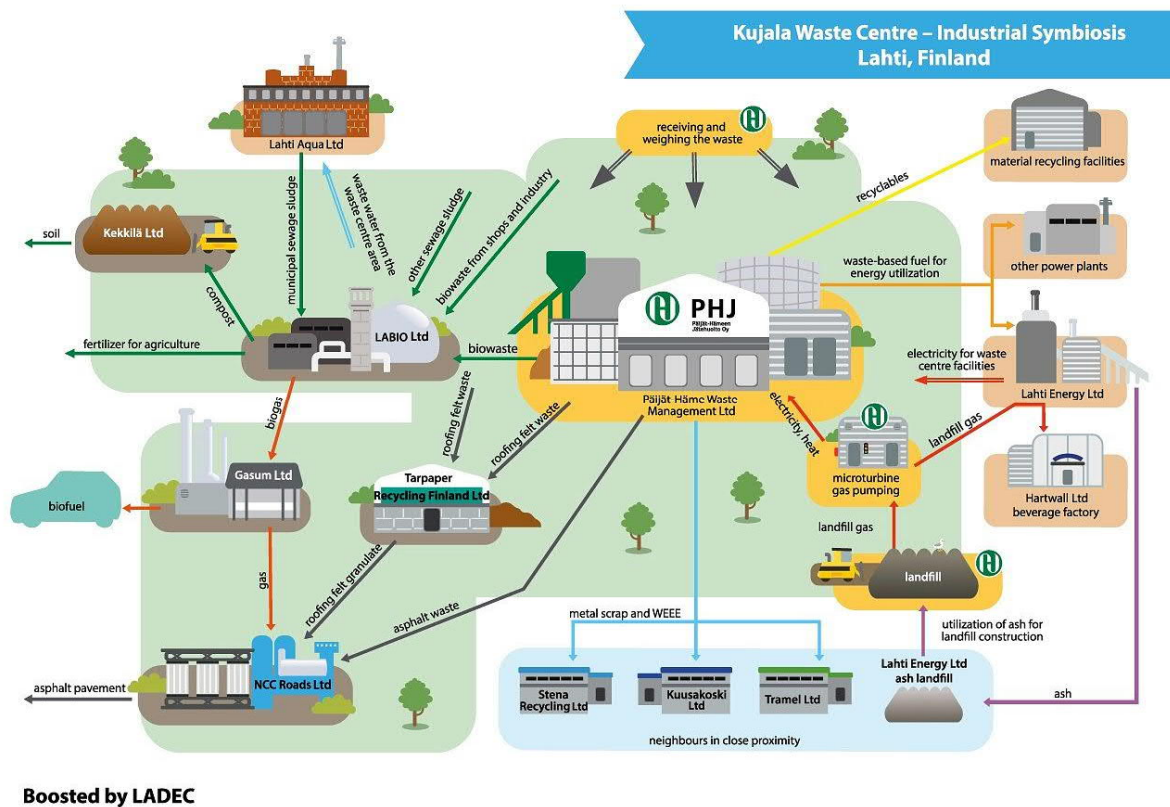 Kujala Waste Centre – Industrial Symbiosis
Lahti, Finland
receiving and
weighing the waste
Lahti Aqua Ltd
material recycling facilities
recyclables
municipal sewage sludge
waste water from the
waste centre area
other sewage sludge
biowaste from shops and industry
Kekkilä Ltd
soil
compost
fertilizer for agriculture
LABIO Ltd
biowaste
PHJ
Päijät-Hämeen
Jätehuolto Oy
Päijät-Häme Waste
Management Ltd
waste-based fuel for
energy utilization
other power plants
electricity for waste
centre facilities
Lahti Energy Ltd
biogas
roofing felt waste
roofing felt waste
electricity, heat
landfill gas
microturbine
gas pumping
Hartwall Ltd
beverage factory
Gasum Ltd
biofuel
Tarpaper
Recycling Finland Ltd
landfill gas
landfill
gas
roofing felt granulate
asphalt waste
metal scrap and WEEE
utilization of ash for
landfill construction
NCC Roads Ltd
asphalt pavement
Stena
Recycling Ltd
Kuusakoski
Ltd
Tramel Ltd
Lahti Energy Ltd
ash landfill
ash
neighbours in close proximity
Boosted by LADEC